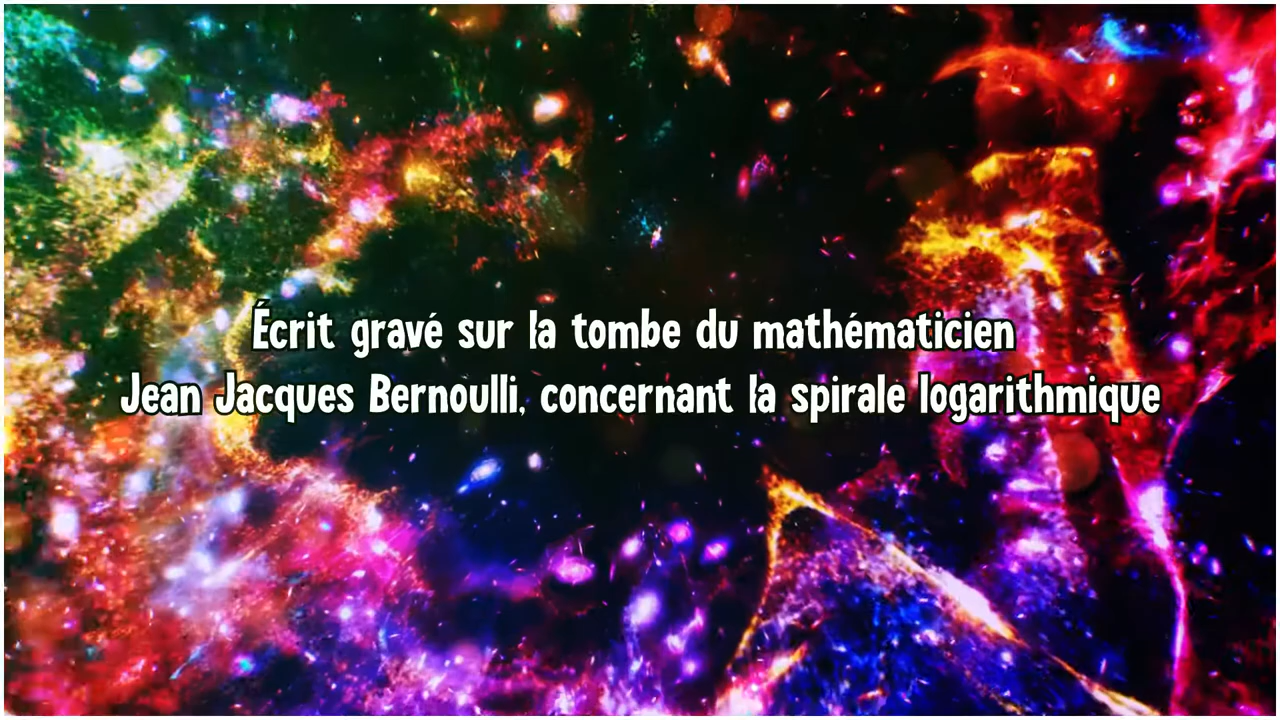 Écrit gravé sur la tombe du mathématicien
Jean Jacques Bernoulli, concernant la spirale logarithmique